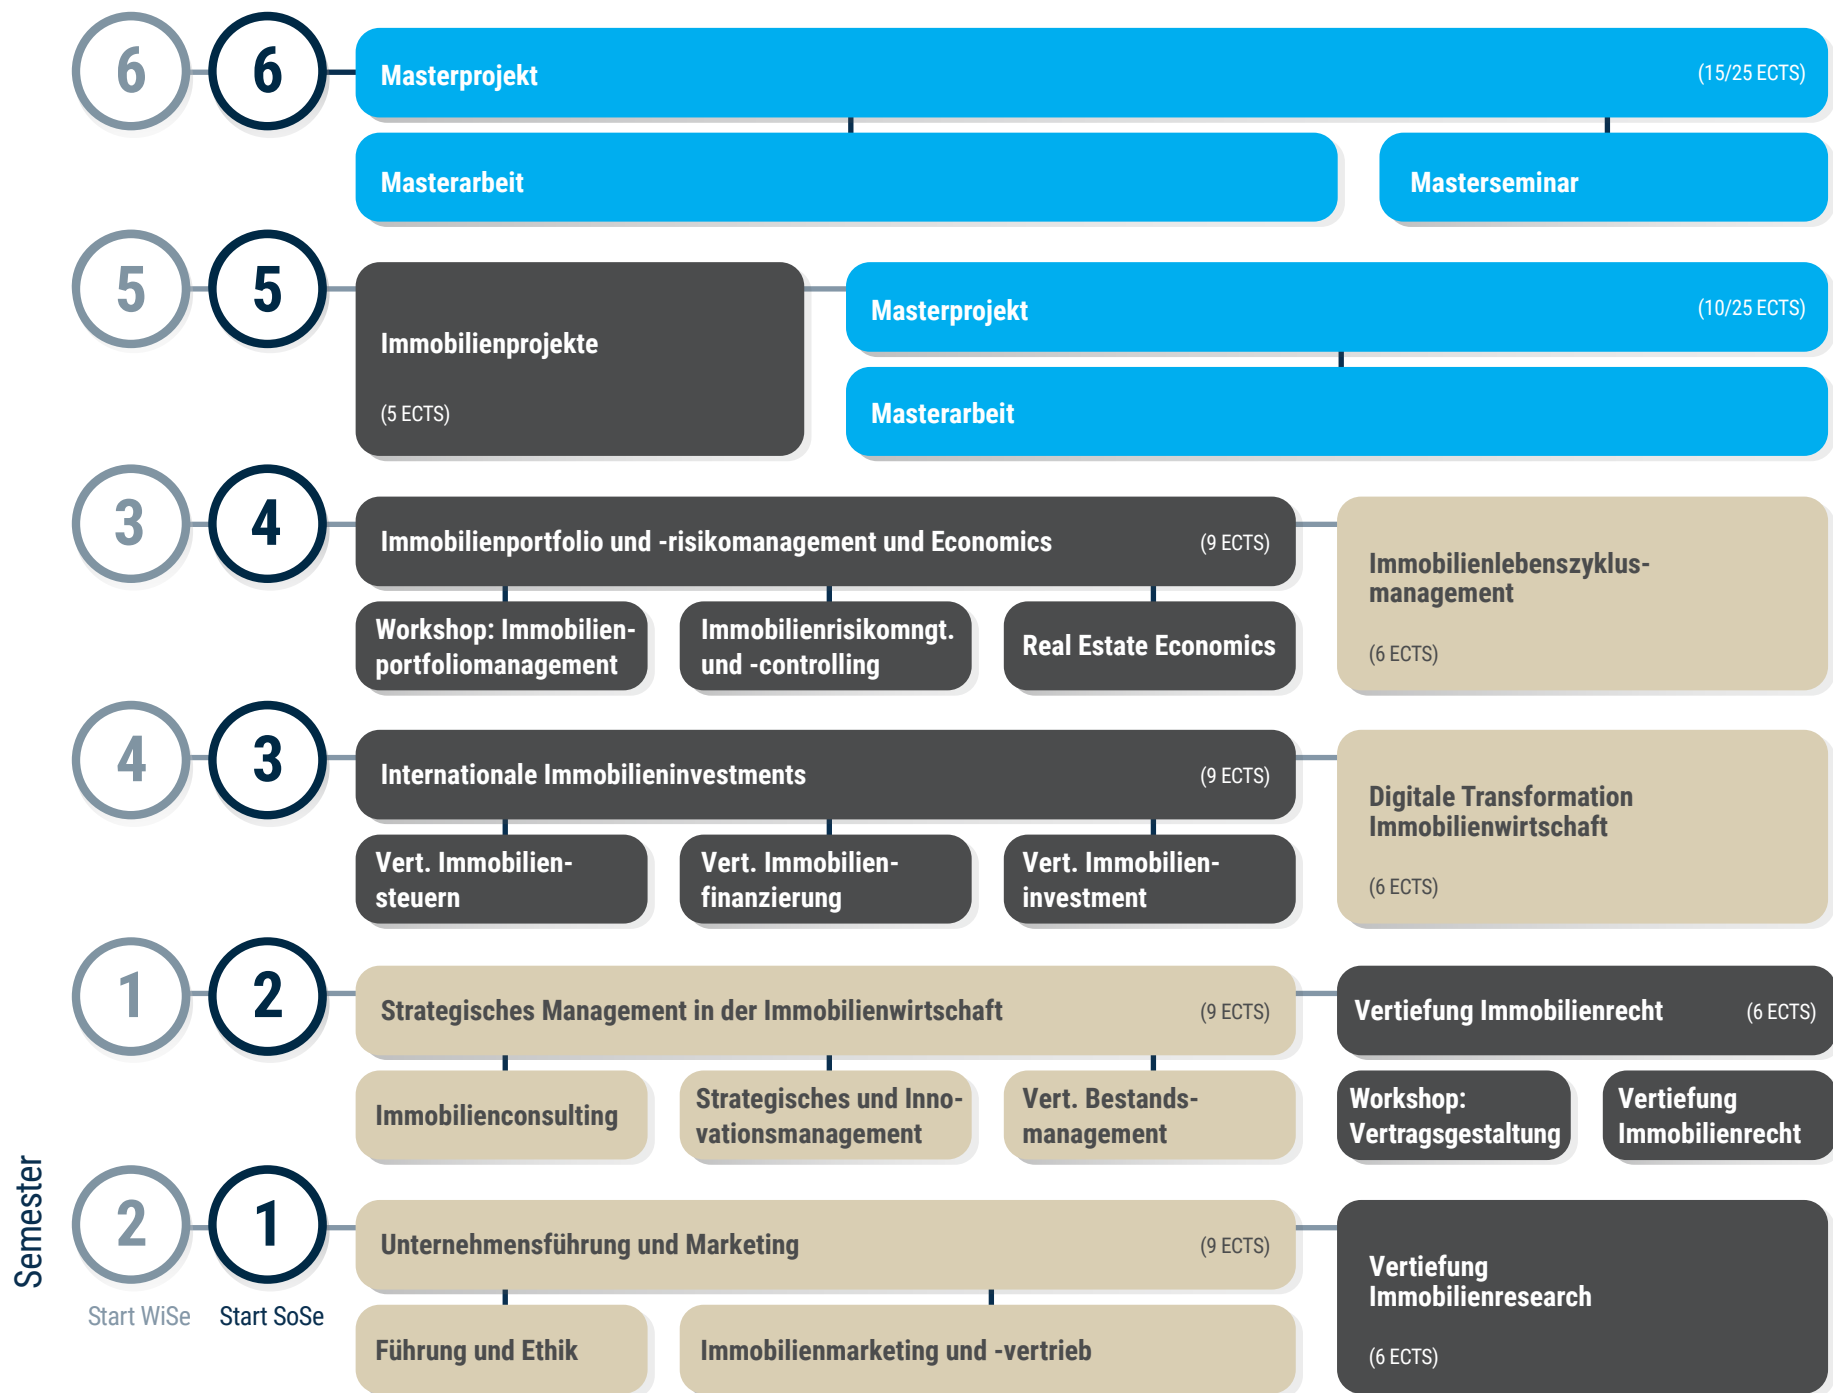 6 6
Masterprojekt (15/25 ECTS)
Masterarbeit
Masterseminar
5 5
Immobilienprojekte
(5 ECTS)
Masterprojekt (10/25 ECTS)
Masterarbeit
3 4
Immobilienportfolio und -risikomanagement und Economics (9 ECTS)
Workshop: Immobilien-
portfoliomanagement
Immobilienrisikomngt.
und -controlling
Real Estate Economics
Immobilienlebenszyklus-
management
(6 ECTS)
4 3
Internationale Immobilieninvestments (9 ECTS)
Vert. Immobilien-
steuern
Vert. Immobilien-
finanzierung
Vert. Immobilien-
investment
Digitale Transformation
Immobilienwirtschaft
(6 ECTS)
1 2
Strategisches Management in der Immobilienwirtschaft (9 ECTS)
Immobilienconsulting
Strategisches und Inno-
vationsmanagement
Vert. Bestands-
management
Vertiefung Immobilienrecht (6 ECTS)
Workshop:
Vertragsgestaltung
Vertiefung
Immobilienrecht
Semester
2 1
Start WiSe Start SoSe
Unternehmensführung und Marketing (9 ECTS)
Führung und Ethik
Immobilienmarketing und -vertrieb
Vertiefung
Immobilienresearch
(6 ECTS)